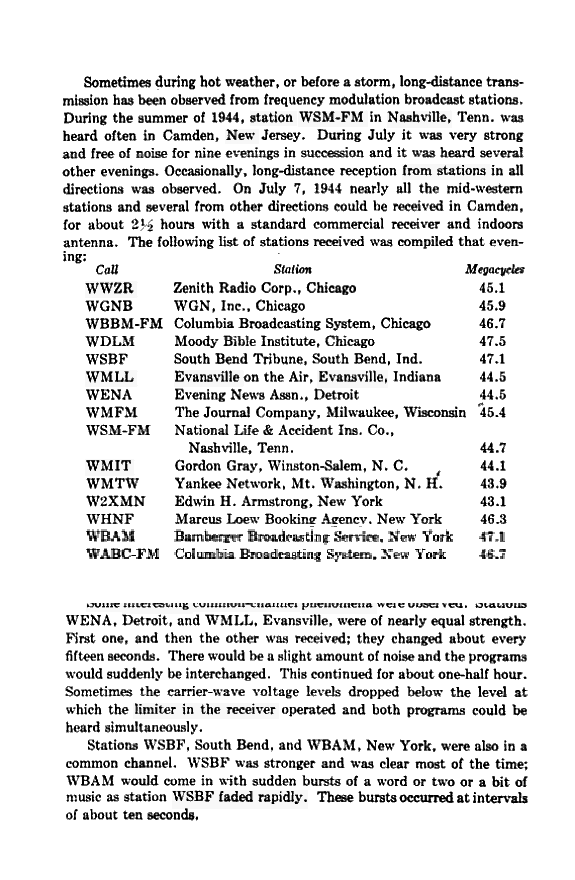 Sometimes during hot weather, or before a storm, long-distance trans-
mission has been observed from frequency modulation broadcast stations.
During the summer of 1944, station WSM-FM in Nashville, Tenn. was
heard often in Camden, New Jersey. During July it was very strong
and free of noise for nine evenings in succession and it was heard several
other evenings. Occasionally, long-distance reception from stations in all
directions was observed. On July 7, 1944 nearly all the mid-western
stations and several from other directions could be received in Camden,
for about 2½ hours with a standard commercial receiver and indoors
antenna. The following list of stations received was compiled that even-
ing:
Call Station Megacycles
WWZR Zenith Radio Corp., Chicago 45.1
WGNB WGN, Inc., Chicago 45.9
WBBM-FM Columbia Broadcasting System, Chicago 46.7
WDLM Moody Bible Institute, Chicago 47.5
WSBF South Bend Tribune, South Bend, Ind. 47.1
WMLL Evansville on the Air, Evansville, Indiana 44.5
WENA Evening News Assn., Detroit 44.5
WMFM The Journal Company, Milwaukee, Wisconsin 45.4
WSM-FM National Life & Accident Ins. Co.,
Nashville, Tenn. 44.7
WMIT Gordon Gray, Winston-Salem, N. C. 44.1
WMTW Yankee Network, Mt. Washington, N. H. 43.9
W2XMN Edwin H. Armstrong, New York 43.1
WHNF Marcus Loew Booking Agency, New York 46.3
WBAM Bamberger Broadcasting Service, New York 47.1
WABC-FM Columbia Broadcasting System, New York 46.7
Some interesting common-channel phenomena were observed. Stations
WENA, Detroit, and WMLL, Evansville, were of nearly equal strength.
First one, and then the other was received; they changed about every
fifteen seconds. There would be a slight amount of noise and the programs
would suddenly be interchanged. This continued for about one-half hour.
Sometimes the carrier-wave voltage levels dropped below the level at
which the limiter in the receiver operated and both programs could be
heard simultaneously.
Stations WSBF, South Bend, and WBAM, New York, were also in a
common channel. WSBF was stronger and was clear most of the time;
WBAM would come in with sudden bursts of a word or two or a bit of
music as station WSBF faded rapidly. These bursts occurred at intervals
of about ten seconds.